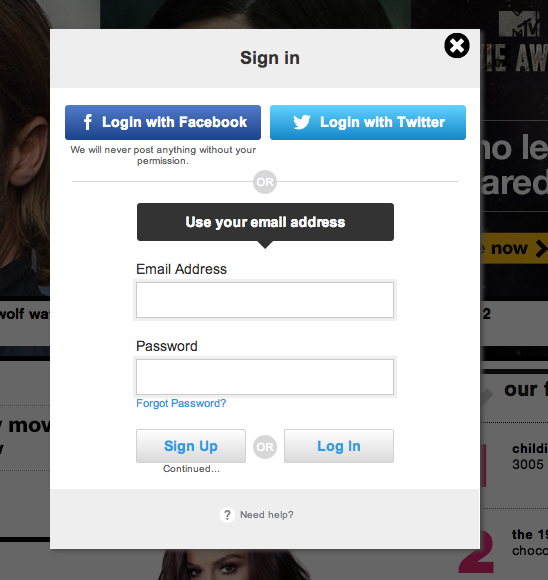 MTV
IE AW
Sign in
Login with Facebook
Login with Twitter
We will never post anything without your
permission.
no le
ared
OR
Use your email address
e now
Email Address
wolf wa
2
Password
Forgot Password?
our f
y mov
y
Sign Up
OR
Log In
Continued...
childi
3005
Need help?
2
the 19
choco